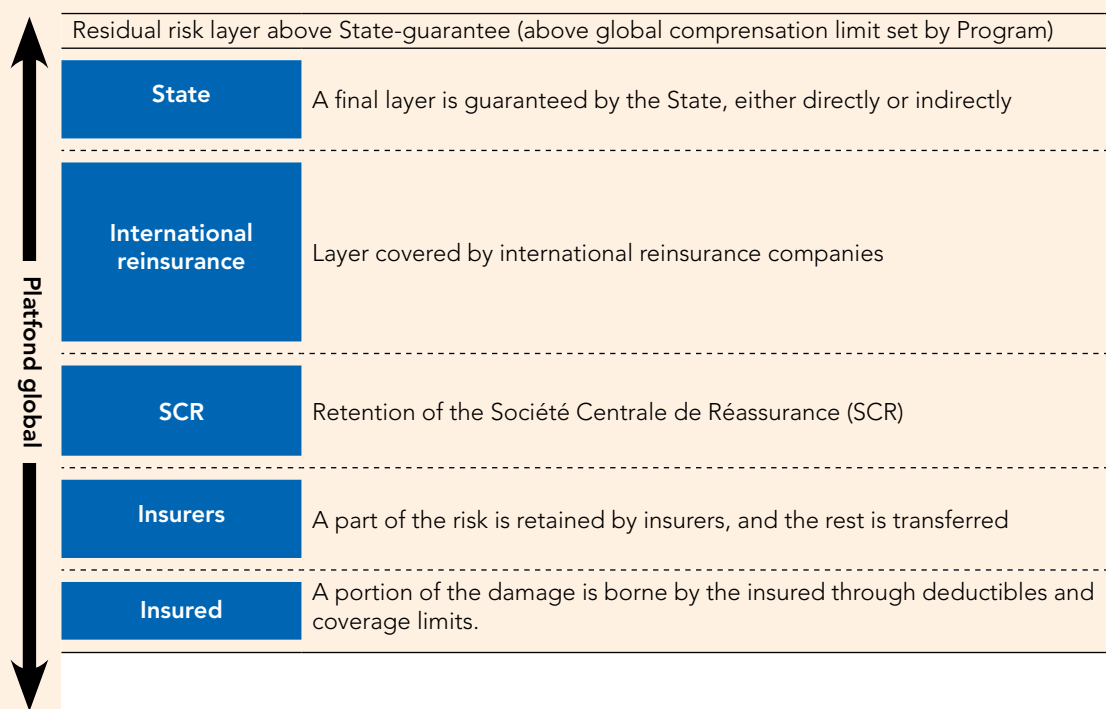 Residual risk layer above State-guarantee (above global comprensation limit set by Program)
State
A final layer is guaranteed by the State, either directly or indirectly
International
reinsurance
Layer covered by international reinsurance companies
Platfond global
SCR
Retention of the Société Centrale de Réassurance (SCR)
Insurers
A part of the risk is retained by insurers, and the rest is transferred
Insured
A portion of the damage is borne by the insured through deductibles and
coverage limits.